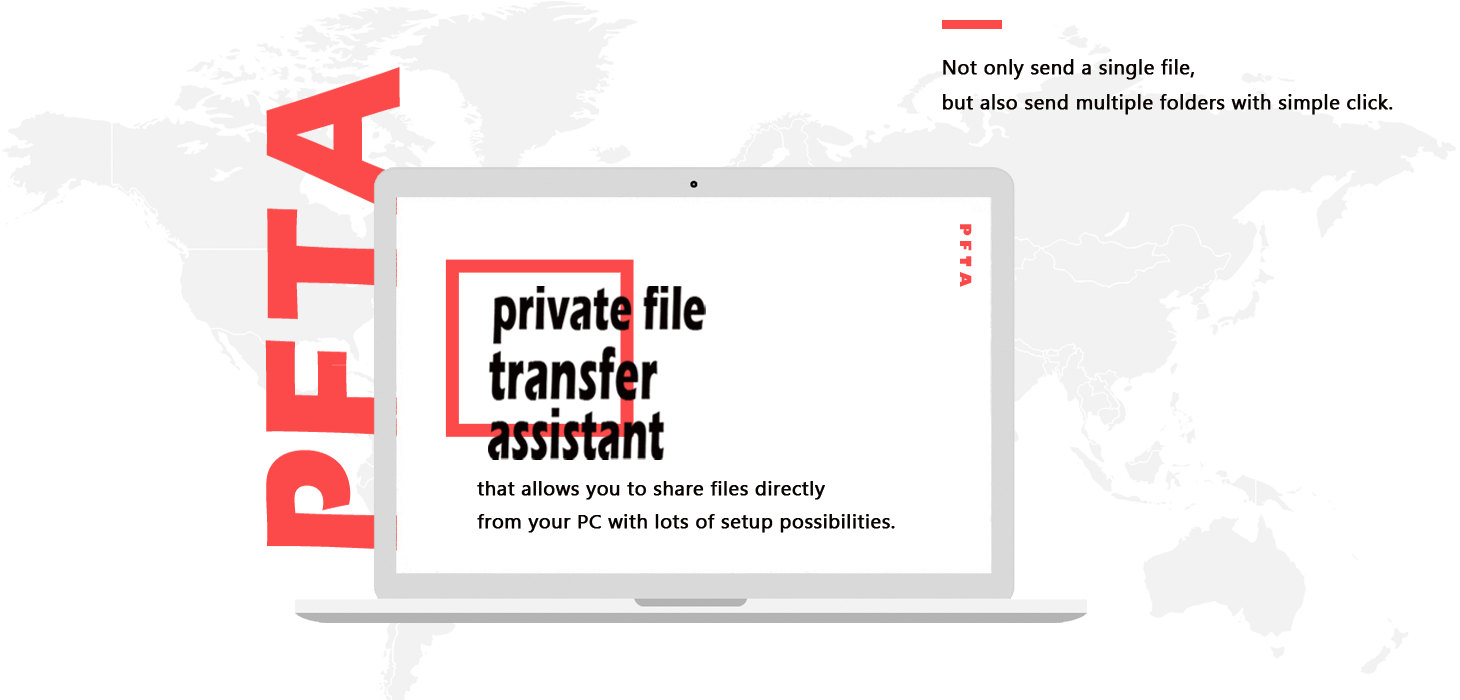 Not only send a single file,
but also send multiple folders with simple click.
PFTA
PFTA
private file
transfer
assistant
that allows you to share files directly
from your PC with lots of setup possibilities.